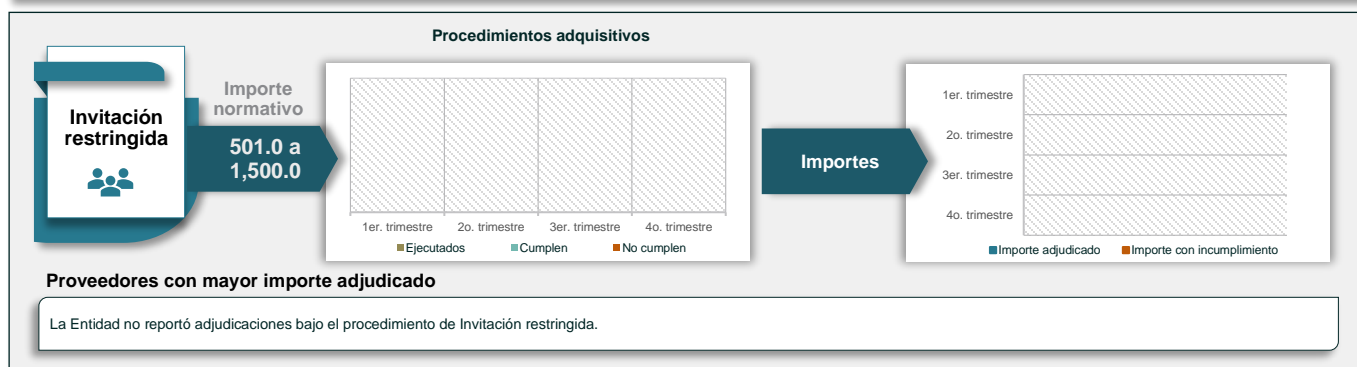 Procedimientos adquisitivos
Invitación
restringida
Importe
normativo
501.0 a
1,500.0
1er. trimestre 2o. trimestre 3er. trimestre 4o. trimestre
Ejecutados Cumplen No cumplen
Importes
1er. trimestre
2o. trimestre
3er. trimestre
4o. trimestre
Importe adjudicado Importe con incumplimiento
Proveedores con mayor importe adjudicado
La Entidad no reportó adjudicaciones bajo el procedimiento de Invitación restringida.